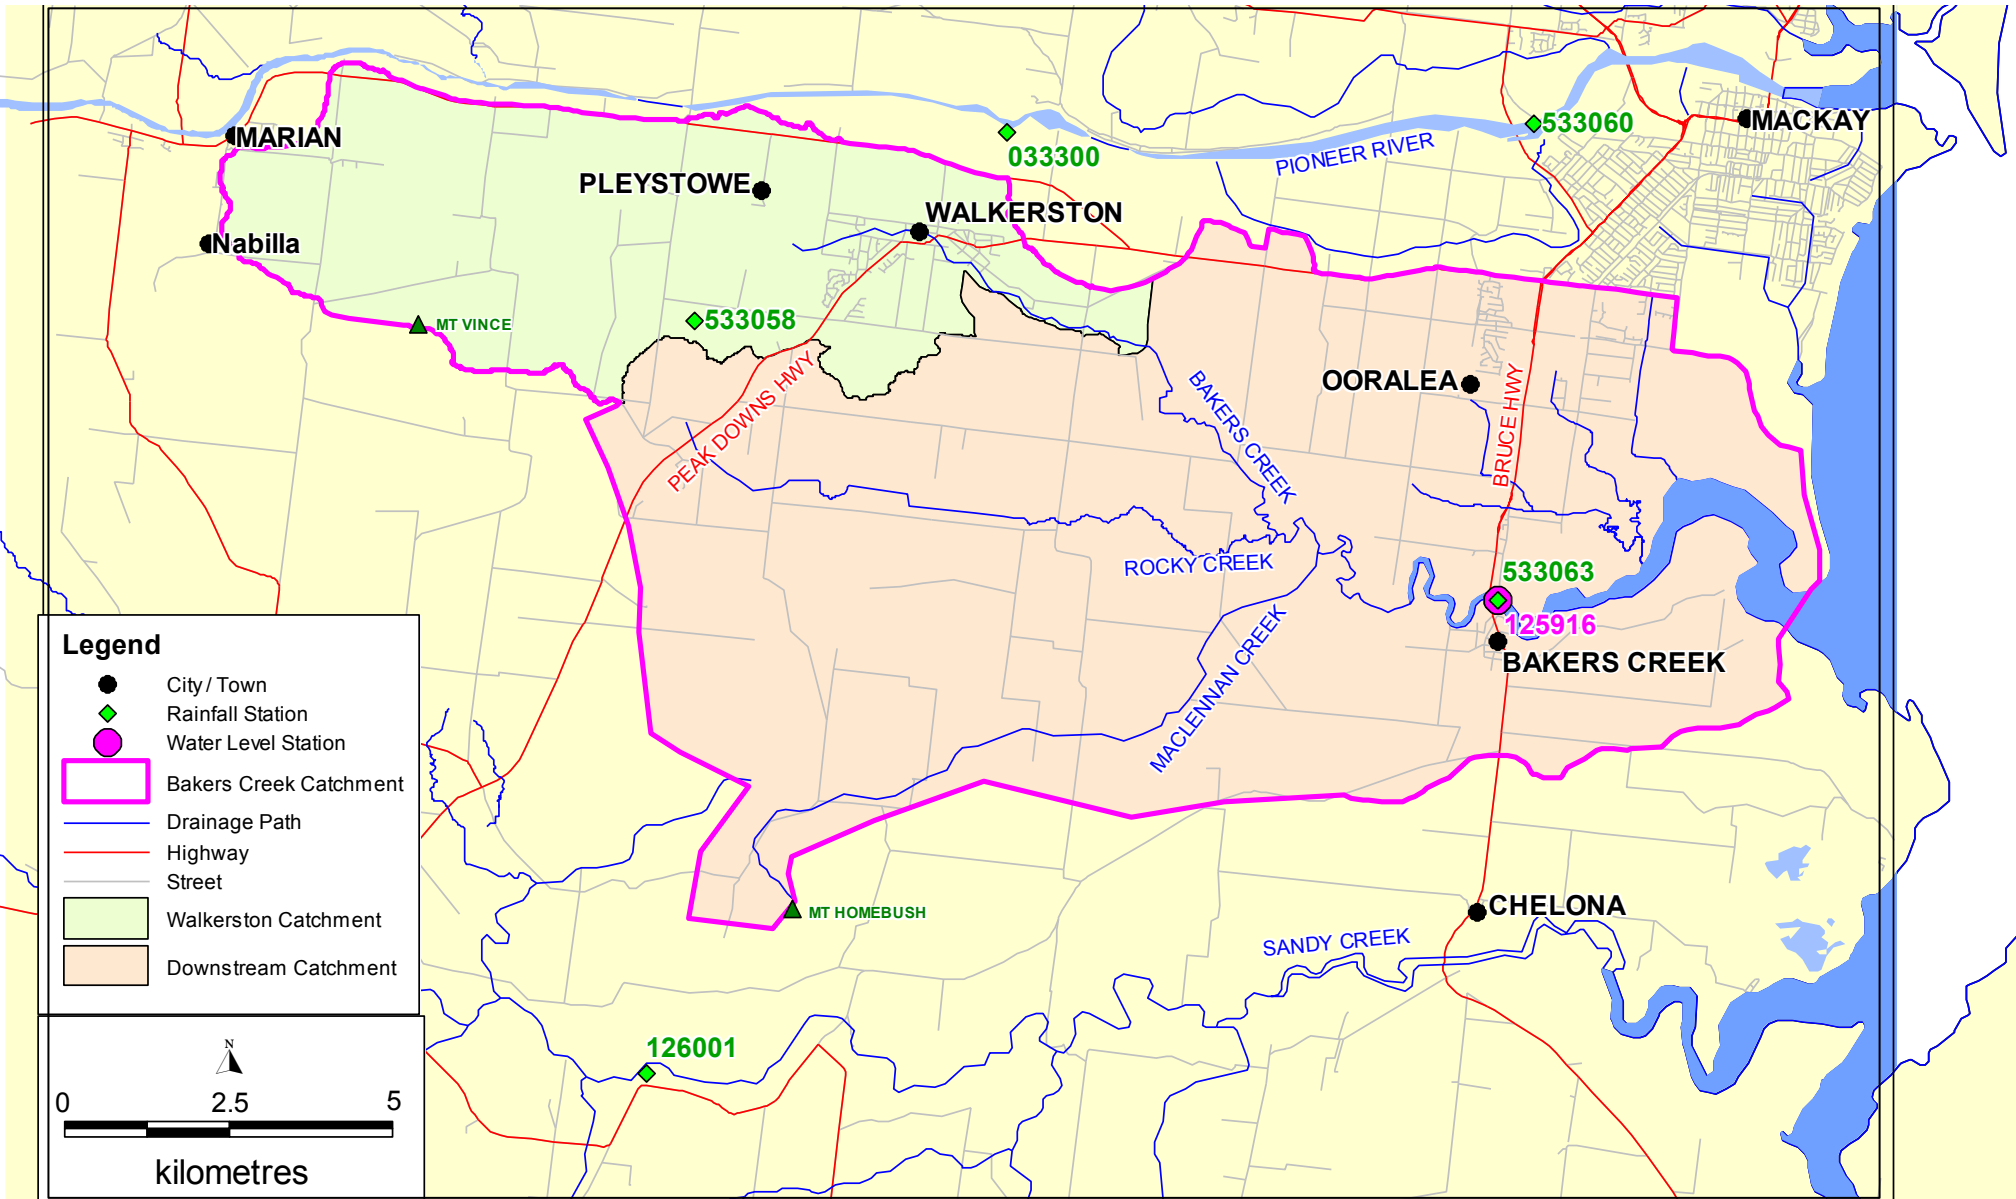 MARIAN
PLEYSTOWE
Nabilla
WALKERSTON
033300
533060
MACKAY
PIONEER RIVER
MT VINCE
533058
PEAK DOWNS HWY
BAKERS CREEK
OORALEA
BRUCE HWY
ROCKY CREEK
MACLENNAN CREEK
533063
125916
BAKERS CREEK
MT HOMEBUSH
CHELONA
SANDY CREEK
126001
Legend
City / Town
Rainfall Station
Water Level Station
Bakers Creek Catchment
Drainage Path
Highway
Street
Walkerston Catchment
Downstream Catchment
N
0 2.5 5
kilometres